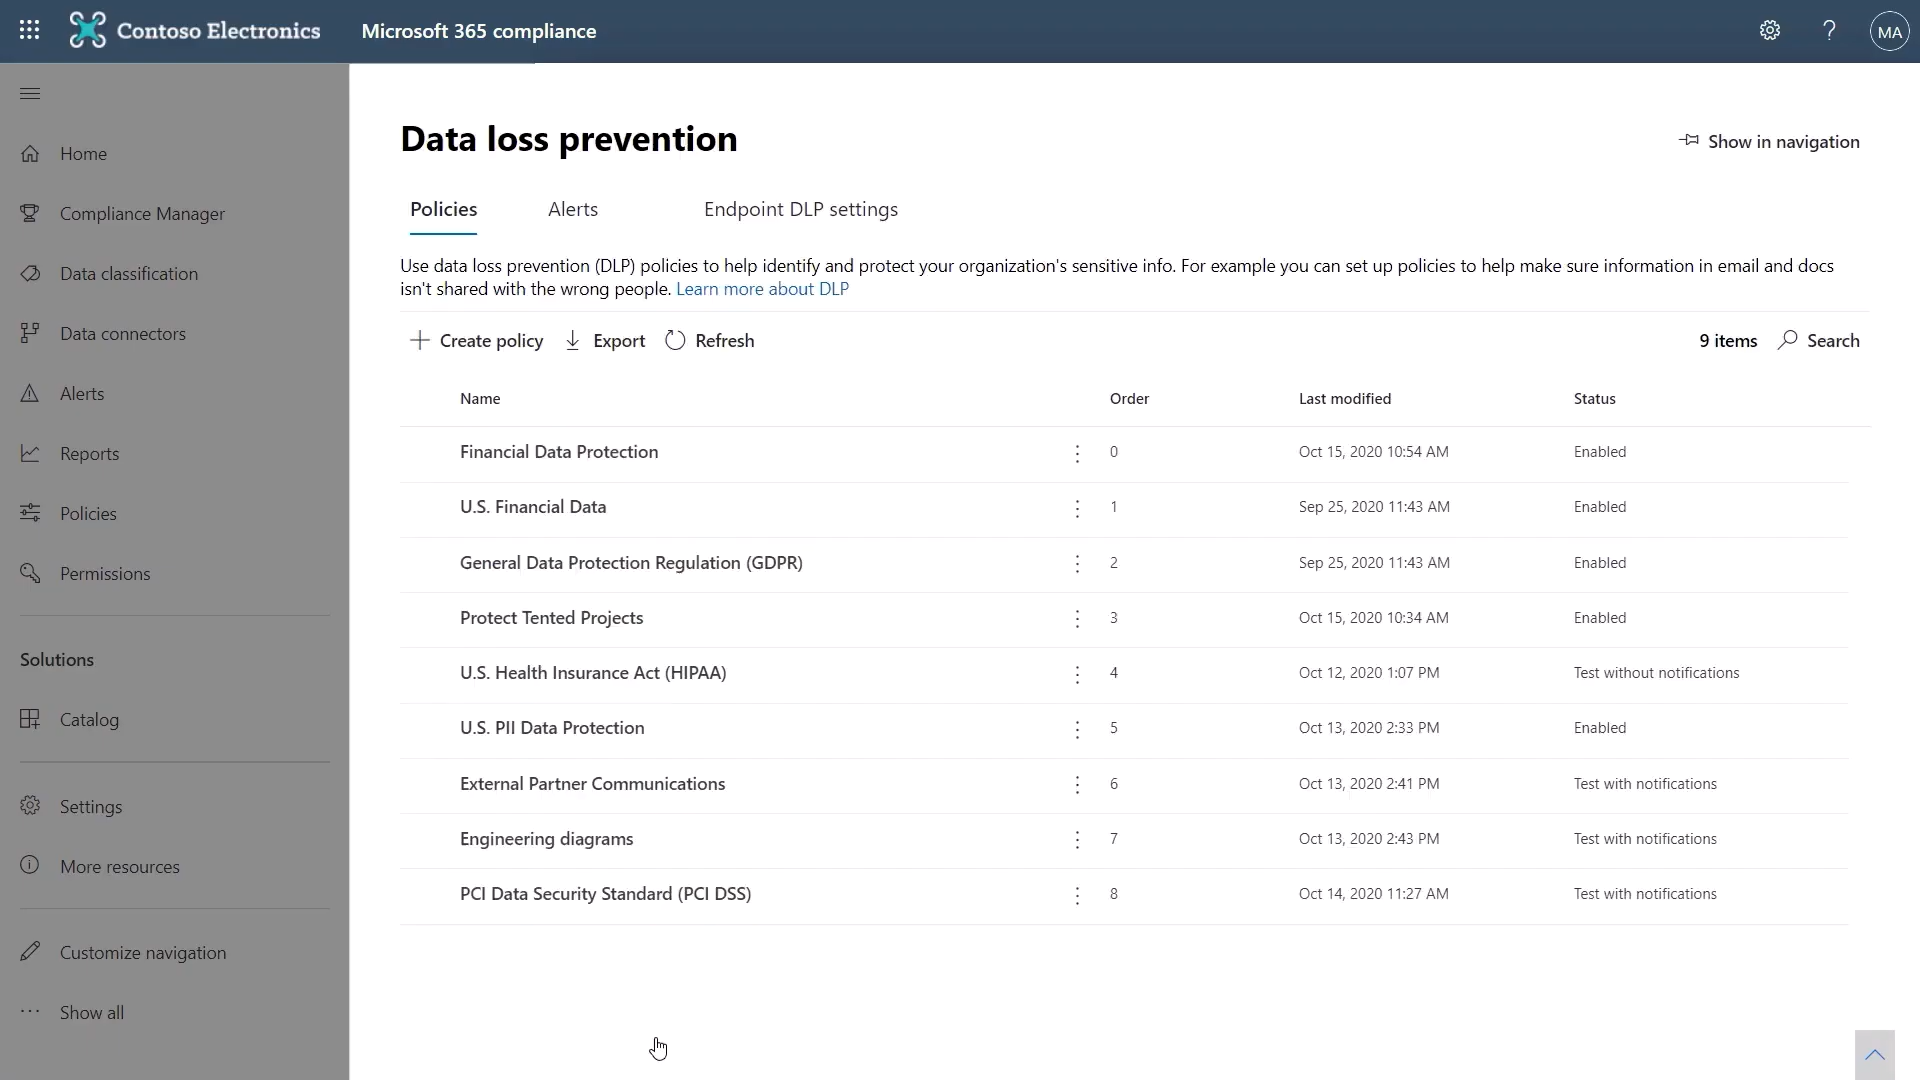 Contoso Electronics
Microsoft 365 compliance
?
MA
Home
Compliance Manager
Data classification
Data connectors
Alerts
Reports
Policies
Permissions
Solutions
Catalog
Settings
More resources
Customize navigation
Show all
Data loss prevention
Show in navigation
Policies
Alerts
Endpoint DLP settings
Use data loss prevention (DLP) policies to help identify and protect your organization's sensitive info. For example you can set up policies to help make sure information in email and docs
isn't shared with the wrong people. Learn more about DLP
Create policy
Export
Refresh
9 items
Search
Name Order Last modified Status
Financial Data Protection 0 Oct 15, 2020 10:54 AM Enabled
U.S. Financial Data 1 Sep 25, 2020 11:43 AM Enabled
General Data Protection Regulation (GDPR) 2 Sep 25, 2020 11:43 AM Enabled
Protect Tented Projects 3 Oct 15, 2020 10:34 AM Enabled
U.S. Health Insurance Act (HIPAA) 4 Oct 12, 2020 1:07 PM Test without notifications
U.S. PII Data Protection 5 Oct 13, 2020 2:33 PM Enabled
External Partner Communications 6 Oct 13, 2020 2:41 PM Test with notifications
Engineering diagrams 7 Oct 13, 2020 2:43 PM Test with notifications
PCI Data Security Standard (PCI DSS) 8 Oct 14, 2020 11:27 AM Test with notifications